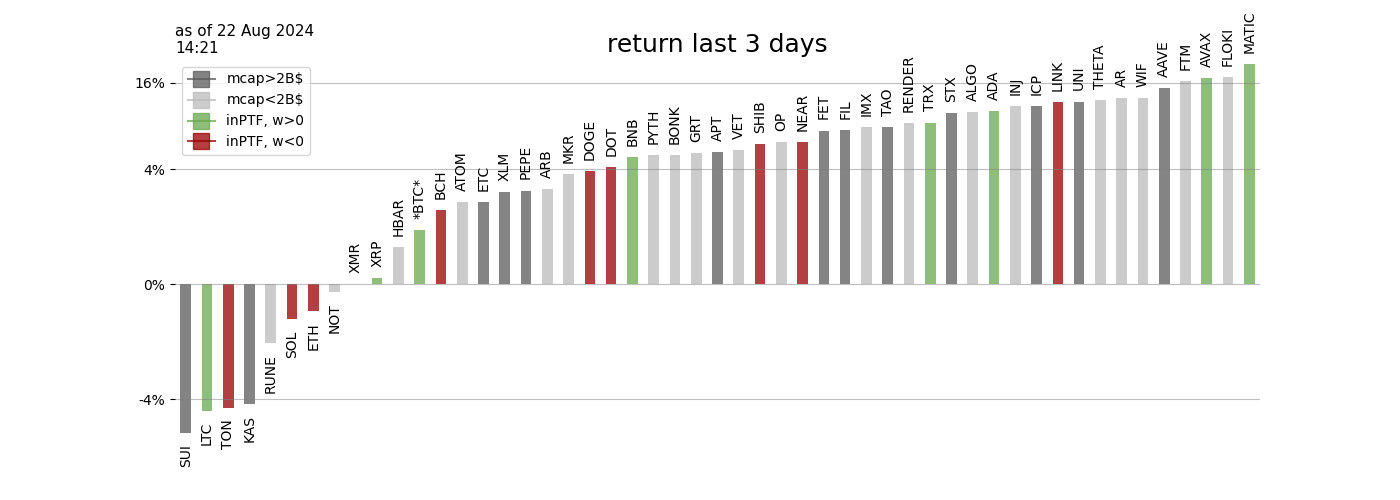 as of 22 Aug 2024
14:21
return last 3 days
mcap>2B$
mcap<2B$
inPTF, w>0
inPTF, w<0
16%
4%
0%
-4%
SUI
LTC
TON
KAS
RUNE
SOL
ETH
NOT
XMR
XRP
HBAR
*BTC*
BCH
ATOM
ETC
XLM
PEPE
ARB
MKR
DOGE
DOT
BNB
PYTH
BONK
GRT
APT
VET
SHIB
OP
NEAR
FET
FIL
IMX
TAO
RENDER
TRX
STX
ALGO
ADA
INJ
ICP
LINK
UNI
THETA
AR
WIF
AAVE
FTM
AVAX
FLOKI
MATIC